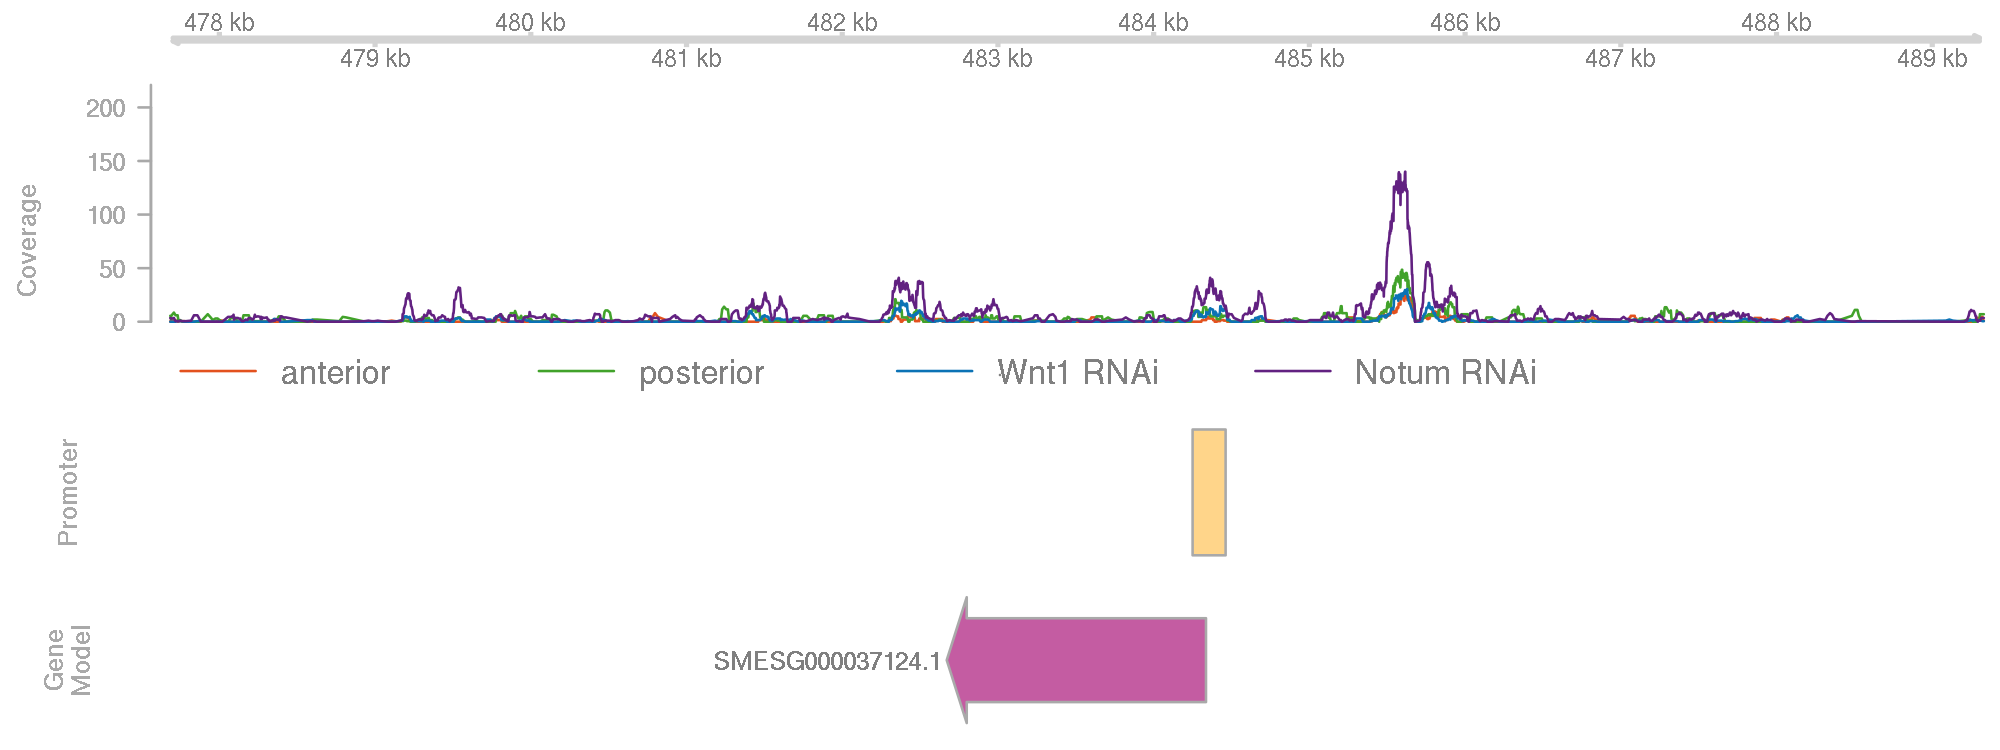 478 kb 480 kb 482 kb 484 kb 486 kb 488 kb
479 kb 481 kb 483 kb 485 kb 487 kb 489 kb
Coverage
200
150
100
50
0
anterior posterior Wnt1 RNAi Notum RNAi
Promoter
Gene
Model
SMESG000037124.1